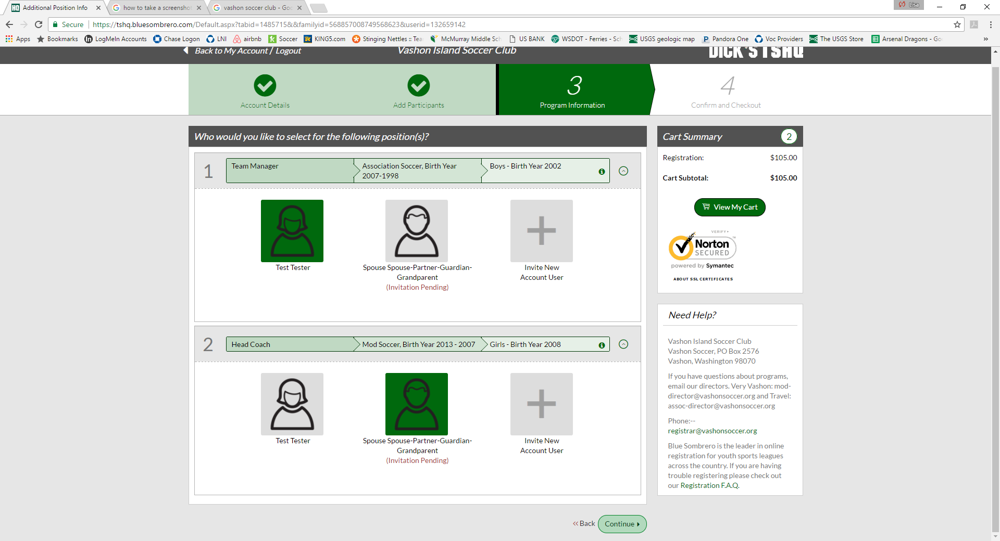 HQ Additional Position Info
how to take a screenshot
vashon soccer club - Goo
Lisa
Secure https://tshq.bluesombrero.com/Default.aspx?tabid=1485715&&familyid=568857008749568623&userid=132659142
Apps Bookmarks LogMeIn Accounts Chase Logon LNI airbnb Soccer KING5.com Stinging Nettles :: Tea McMurray Middle Sch US BANK WSDOT - Ferries - Sch USGS geologic map Pandora One Voc Providers The USGS Store Arsenal Dragons - Go »
Back to My Account / Logout
Vashon Island Soccer Club
DICK'S TSHQ
Account Details
Add Participants
3
Program Information
4
Confirm and Checkout
Who would you like to select for the following position(s)?
1
Team Manager
Association Soccer, Birth Year
2007-1998
Boys - Birth Year 2002
Test Tester
Spouse Spouse-Partner-Guardian-
Grandparent
(Invitation Pending)
Invite New
Account User
2
Head Coach
Mod Soccer, Birth Year 2013 - 2007
Girls - Birth Year 2008
Test Tester
Spouse Spouse-Partner-Guardian-
Grandparent
(Invitation Pending)
Invite New
Account User
«Back
Continue
Cart Summary 2
Registration: $105.00
Cart Subtotal: $105.00
View My Cart
VERIFY
Norton
SECURED
powered by Symantec
ABOUT SSL CERTIFICATES
Need Help?
Vashon Island Soccer Club
Vashon Soccer, PO Box 2576
Vashon, Washington 98070
If you have questions about programs,
email our directors. Very Vashon: mod-
director@vashonsoccer.org and Travel:
assoc-director@vashonsoccer.org
Phone:--
registrar@vashonsoccer.org
Blue Sombrero is the leader in online
registration for youth sports leagues
across the country. If you are having
trouble registering please check out
our Registration F.A.Q.